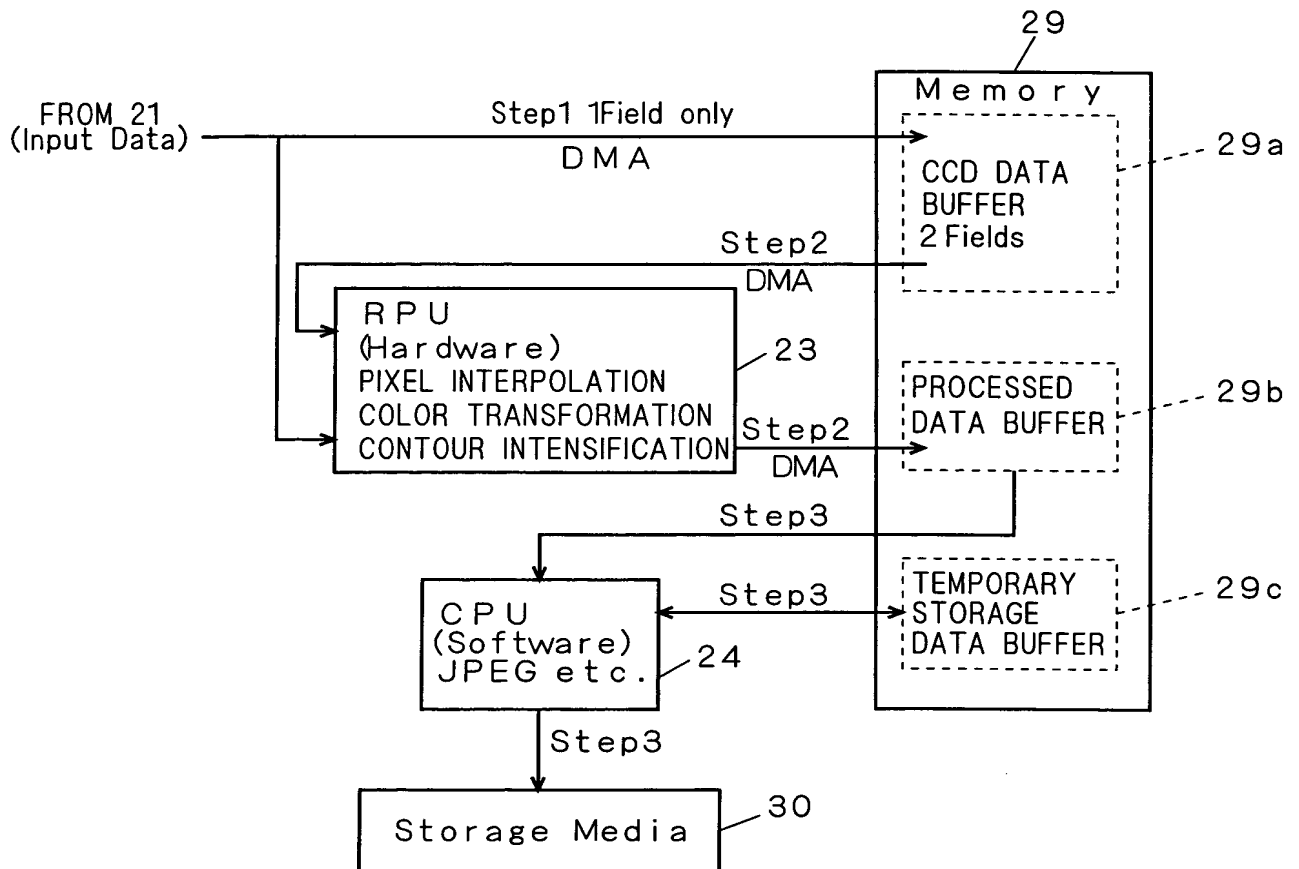 29
Memory
FROM 21
(Input Data)
Step1 1Field only
DMA
29a
CCD DATA
BUFFER
2 Fields
Step2
DMA
RPU
(Hardware)
PIXEL INTERPOLATION
COLOR TRANSFORMATION
CONTOUR INTENSIFICATION
23
Step2
DMA
PROCESSED
DATA BUFFER
29b
Step3
CPU
(Software)
JPEG etc.
24
Step3
TEMPORARY
STORAGE
DATA BUFFER
29c
Step3
Storage Media
30